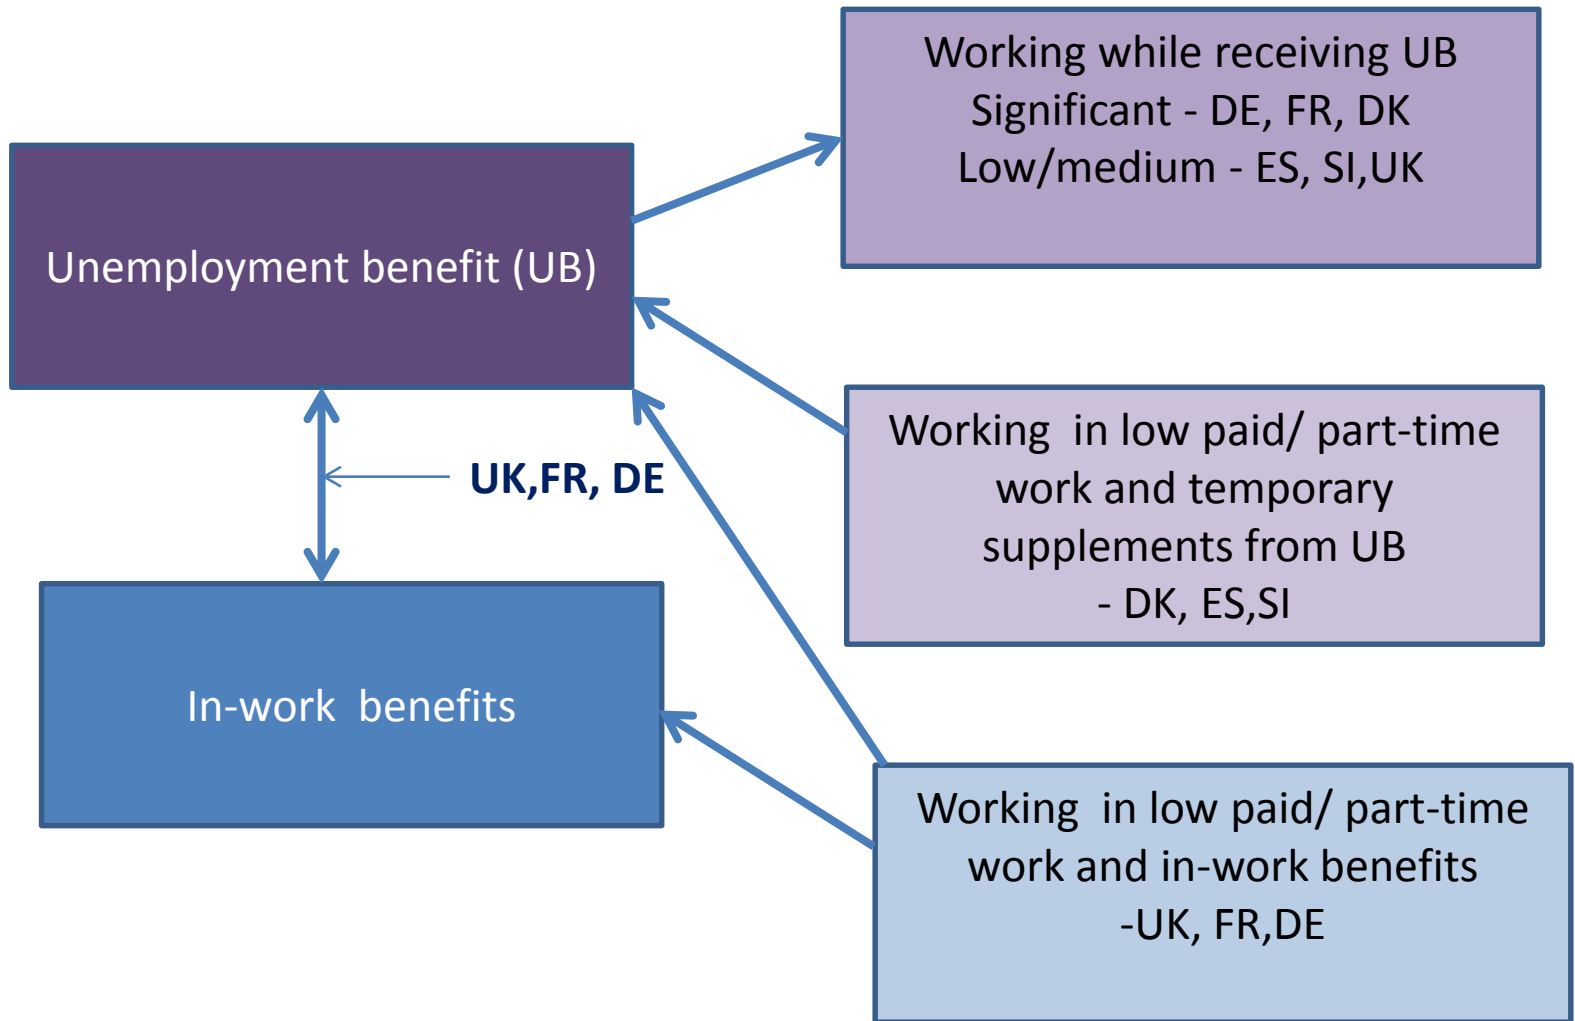 Working while receiving UB
Significant - DE, FR, DK
Low/medium - ES, SI,UK
Unemployment benefit (UB)
Working in low paid/ part-time
work and temporary
supplements from UB
- DK, ES,SI
UK,FR, DE
In-work benefits
Working in low paid/ part-time
work and in-work benefits
-UK, FR,DE